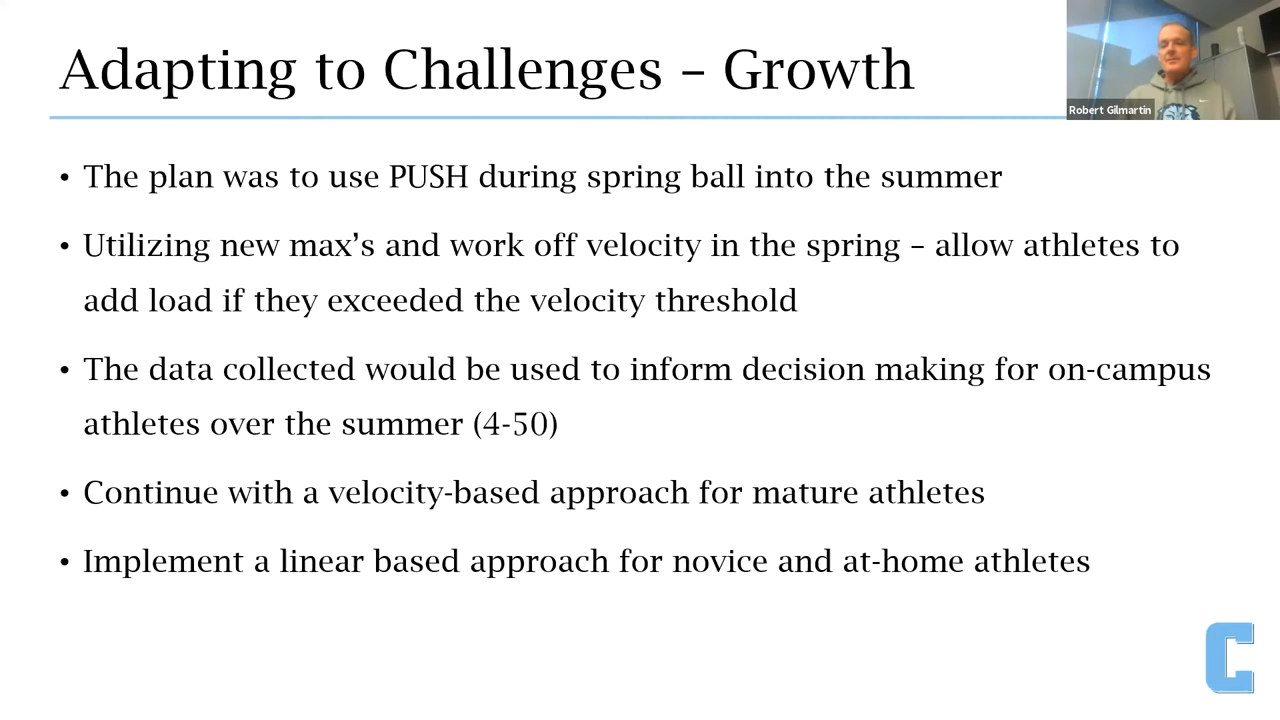 Adapting to Challenges – Growth
Robert Gilmartin
• The plan was to use PUSH during spring ball into the summer
• Utilizing new max’s and work off velocity in the spring – allow athletes to
add load if they exceeded the velocity threshold
• The data collected would be used to inform decision making for on-campus
athletes over the summer (4-50)
• Continue with a velocity-based approach for mature athletes
• Implement a linear based approach for novice and at-home athletes
C